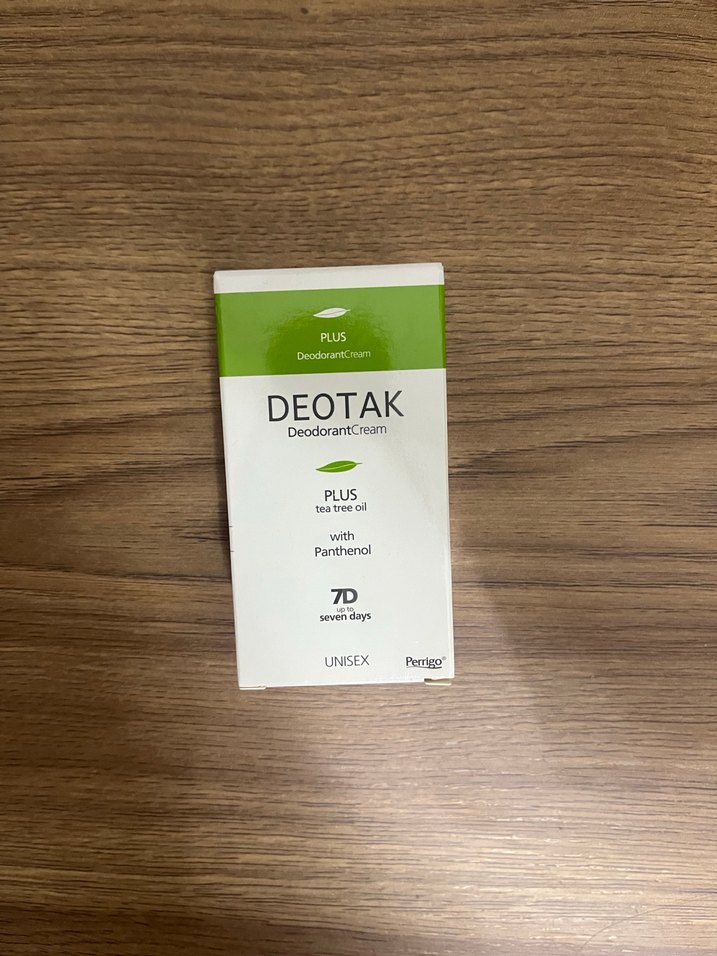 PLUS
DeodorantCream
DEOTAK
DeodorantCream
PLUS
tea tree oil
with
Panthenol
7D
up to
seven days
UNISEX
Perrigo®